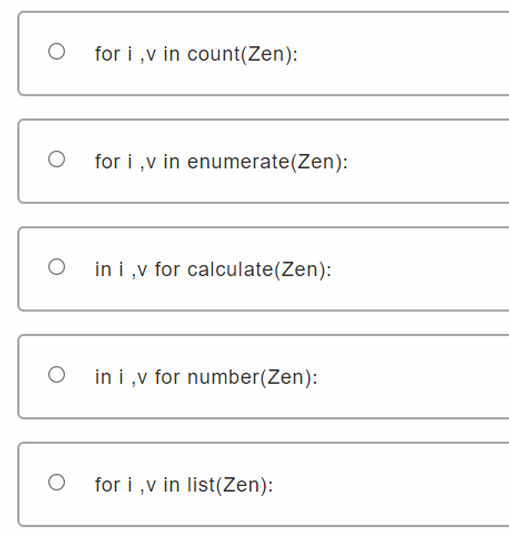 for i ,v in count(Zen):
for i ,v in enumerate(Zen):
in i ,v for calculate(Zen):
in i ,v for number(Zen):
for i ,v in list(Zen):